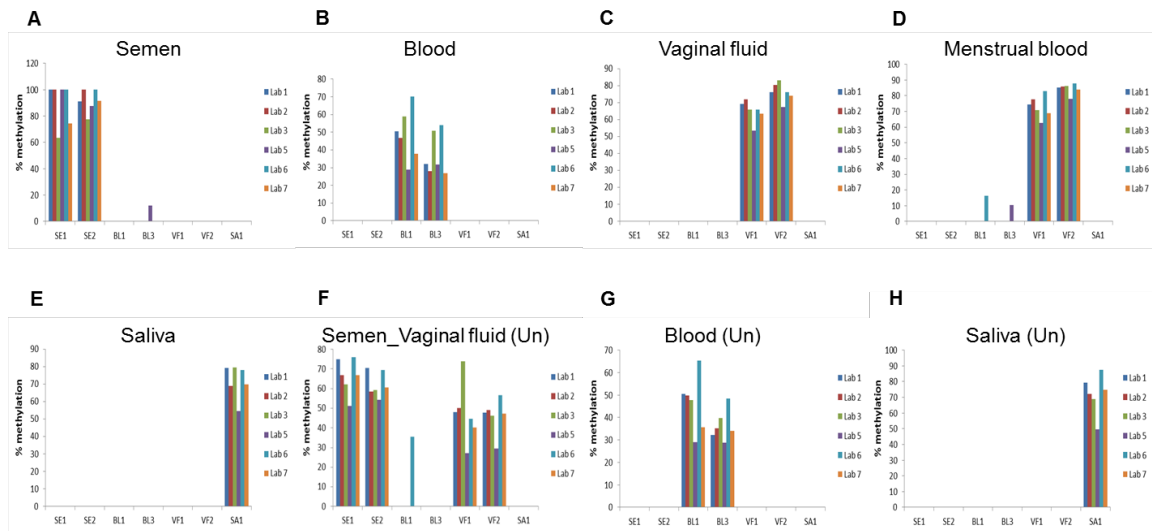 A
Semen
% methylation
120
100
80
60
40
20
0
SE1 SE2 BL1 BL3 VF1 VF2 SA1
Lab 1
Lab 2
Lab 3
Lab 5
Lab 6
Lab 7
B
Blood
% methylation
80
70
60
50
40
30
20
10
0
SE1 SE2 BL1 BL3 VF1 VF2 SA1
Lab 1
Lab 2
Lab 3
Lab 5
Lab 6
Lab 7
C
Vaginal fluid
% methylation
90
80
70
60
50
40
30
20
10
0
SE1 SE2 BL1 BL3 VF1 VF2 SA1
Lab 1
Lab 2
Lab 3
Lab 5
Lab 6
Lab 7
D
Menstrual blood
% methylation
100
90
80
70
60
50
40
30
20
10
0
SE1 SE2 BL1 BL3 VF1 VF2 SA1
Lab 1
Lab 2
Lab 3
Lab 5
Lab 6
Lab 7
E
Saliva
% methylation
90
80
70
60
50
40
30
20
10
0
SE1 SE2 BL1 BL3 VF1 VF2 SA1
Lab 1
Lab 2
Lab 3
Lab 5
Lab 6
Lab 7
F
Semen_Vaginal fluid (Un)
% methylation
80
70
60
50
40
30
20
10
0
SE1 SE2 BL1 BL3 VF1 VF2 SA1
Lab 1
Lab 2
Lab 3
Lab 5
Lab 6
Lab 7
G
Blood (Un)
% methylation
70
60
50
40
30
20
10
0
SE1 SE2 BL1 BL3 VF1 VF2 SA1
Lab 1
Lab 2
Lab 3
Lab 5
Lab 6
Lab 7
H
Saliva (Un)
% methylation
100
90
80
70
60
50
40
30
20
10
0
SE1 SE2 BL1 BL3 VF1 VF2 SA1
Lab 1
Lab 2
Lab 3
Lab 5
Lab 6
Lab 7